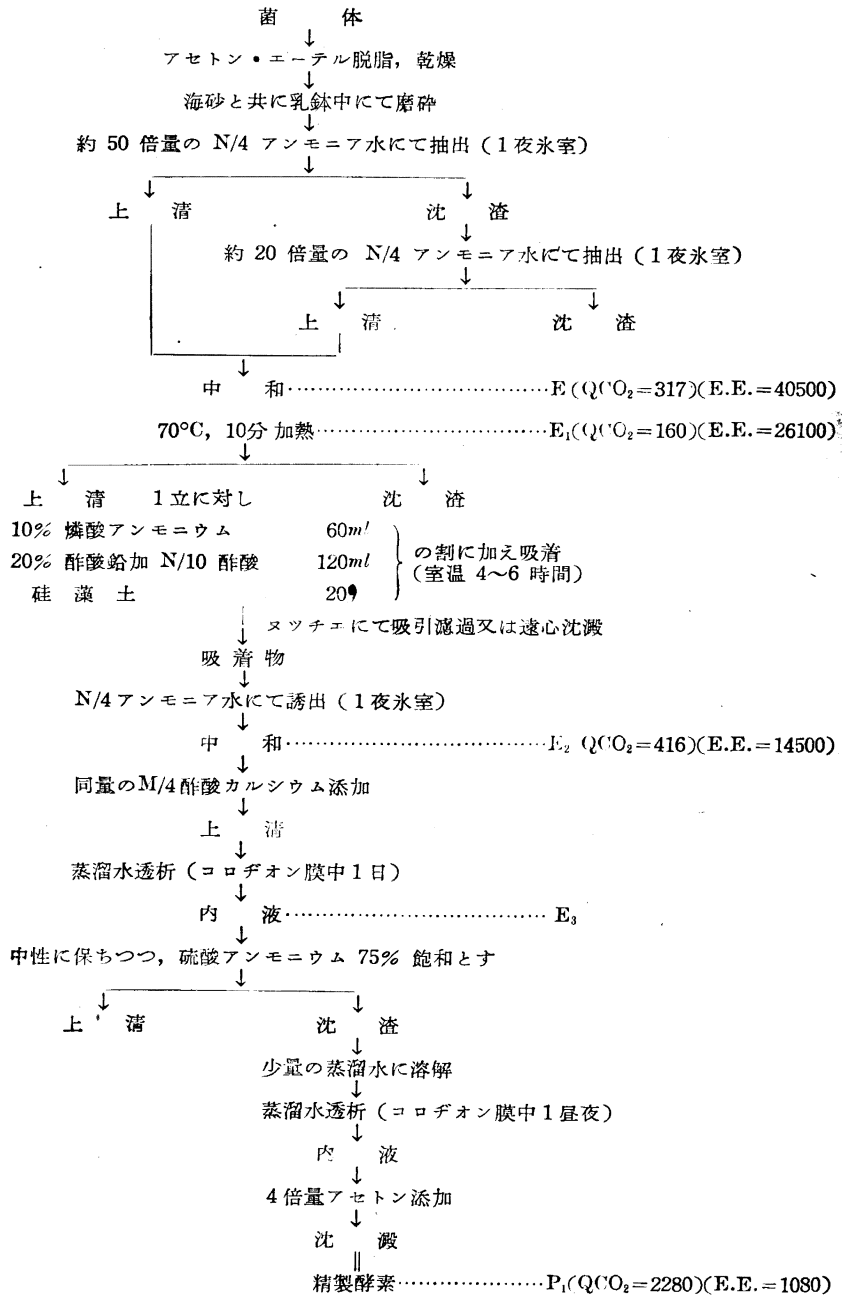 菌体
↓
アセトン・エーテル脱脂，乾燥
↓
海砂と共に乳鉢中にて磨砕
↓
約 50 倍量の N/4 アンモニア水にて抽出（1夜氷室）
↓
↓ ↓
上清 沈渣
↓
約 20 倍量の N/4 アンモニア水にて抽出（1夜氷室）
↓
↓ ↓
上清 沈渣
↓
中和……………………………E (QCO₂=317)(E.E.=40500)
70°C, 10分加熱……………………………E₁(QCO₂=160)(E.E.=26100)
↓
↓ ↓
上清 1立に対し 沈渣
10% 燐酸アンモニウム 60ml
20% 酢酸鉛加 N/10 酢酸 120ml
硅藻土 20
の割に加え吸着
（室温 4〜6 時間）
↓ ヌツチエにて吸引濾過又は遠心沈澱
吸着物
↓
N/4アンモニア水にて誘出（1夜氷室）
↓
中和……………………………E₂ QCO₂=416)(E.E.=14500)
↓
同量のM/4酢酸カルシウム添加
↓
上清
↓
蒸溜水透析（コロヂオン膜中1日）
↓
内液……………………………E₃
↓
中性に保ちつつ，硫酸アンモニウム 75% 飽和とす
↓
↓ ↓
上清 沈渣
↓
少量の蒸溜水に溶解
↓
蒸溜水透析（コロヂオン膜中1昼夜）
↓
内液
↓
4倍量アセトン添加
↓
沈澱
‖
精製酵素…………………P₁(QCO₂=2280)(E.E.=1080)